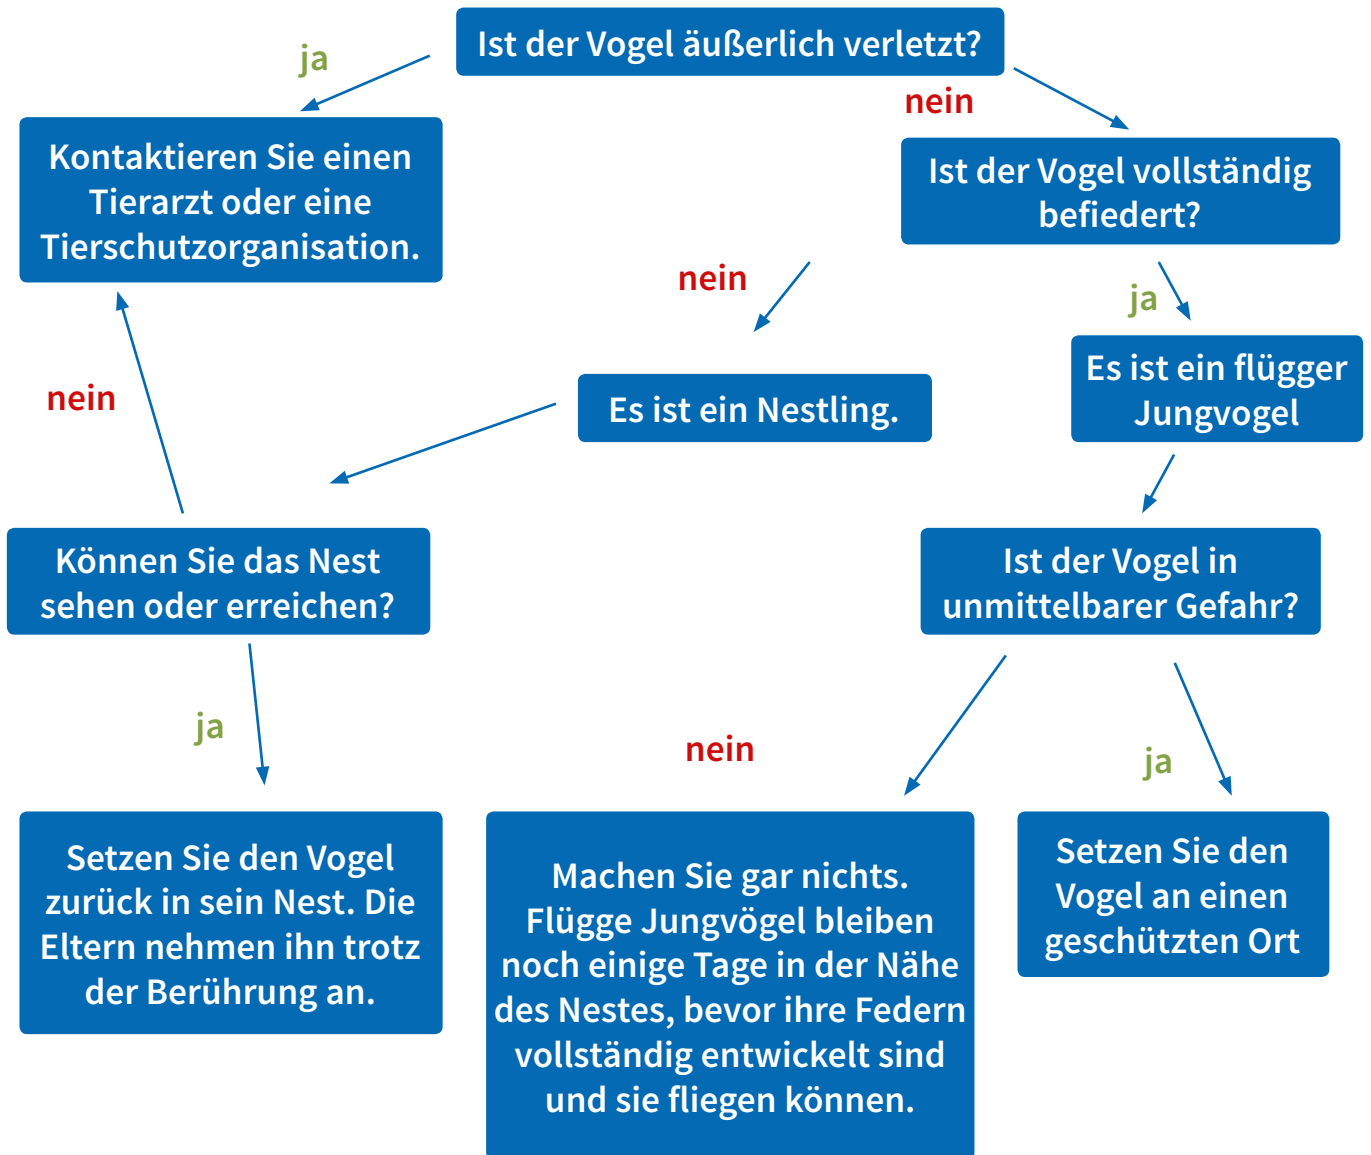 Ist der Vogel äußerlich verletzt?
ja
nein
Kontaktieren Sie einen
Tierarzt oder eine
Tierschutzorganisation.
Ist der Vogel vollständig
befiedert?
nein
ja
Es ist ein flügger
Jungvogel
nein
Es ist ein Nestling.
Können Sie das Nest
sehen oder erreichen?
Ist der Vogel in
unmittelbarer Gefahr?
ja
nein
ja
Setzen Sie den Vogel
zurück in sein Nest. Die
Eltern nehmen ihn trotz
der Berührung an.
Machen Sie gar nichts.
Flügge Jungvögel bleiben
noch einige Tage in der Nähe
des Nestes, bevor ihre Federn
vollständig entwickelt sind
und sie fliegen können.
Setzen Sie den
Vogel an einen
geschützten Ort